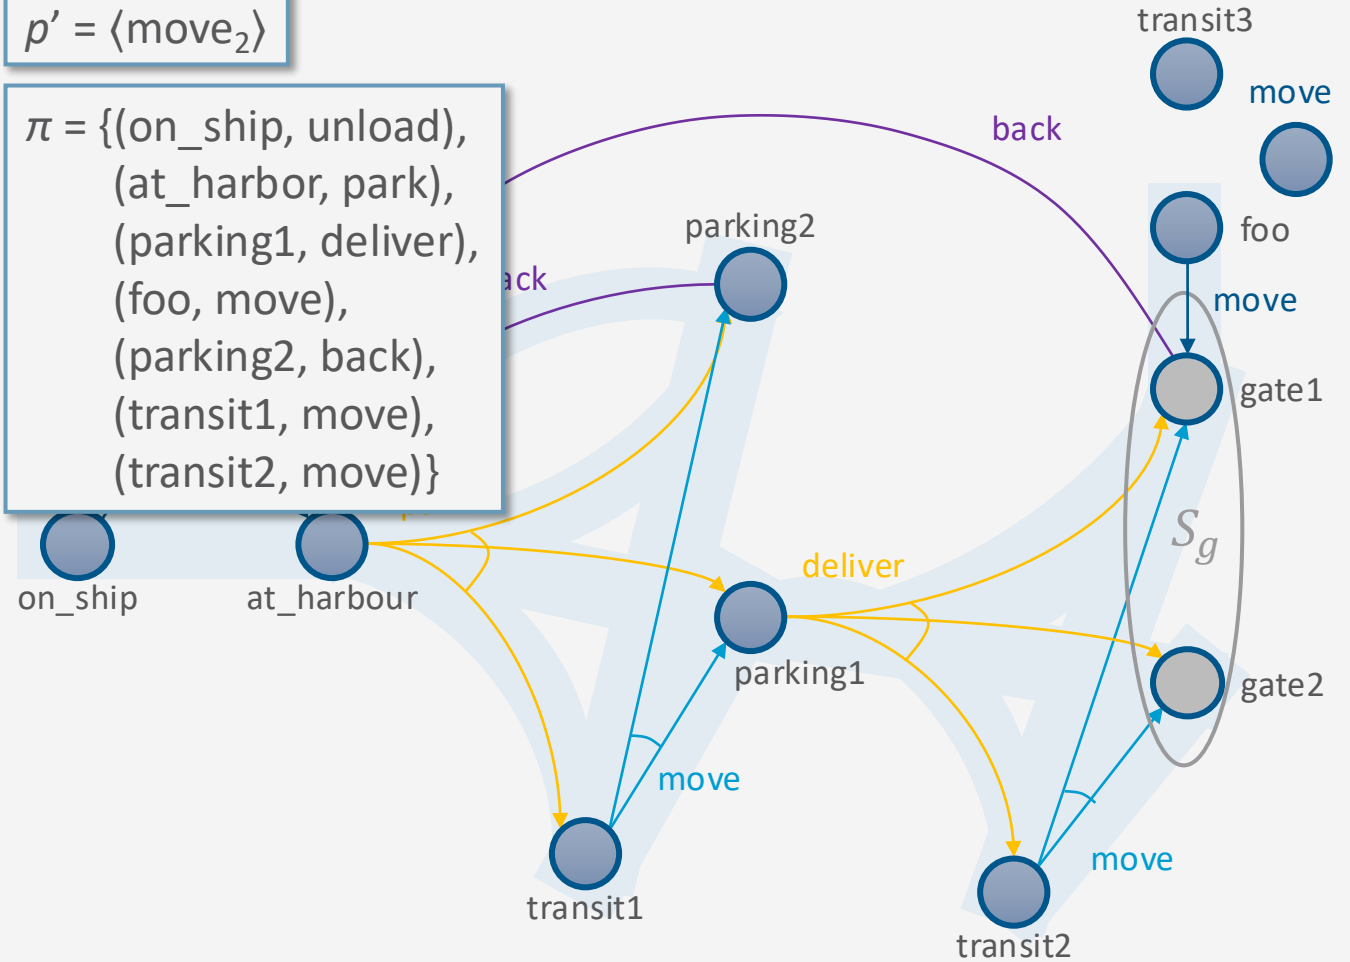 p’ = ⟨move₂⟩
π = {(on_ship, unload),
(at_harbor, park),
(parking1, deliver),
(foo, move),
(parking2, back),
(transit1, move),
(transit2, move)}
transit3
move
back
foo
parking2
ack
move
gate1
S_g
deliver
on_ship
at_harbour
parking1
gate2
move
move
transit1
transit2